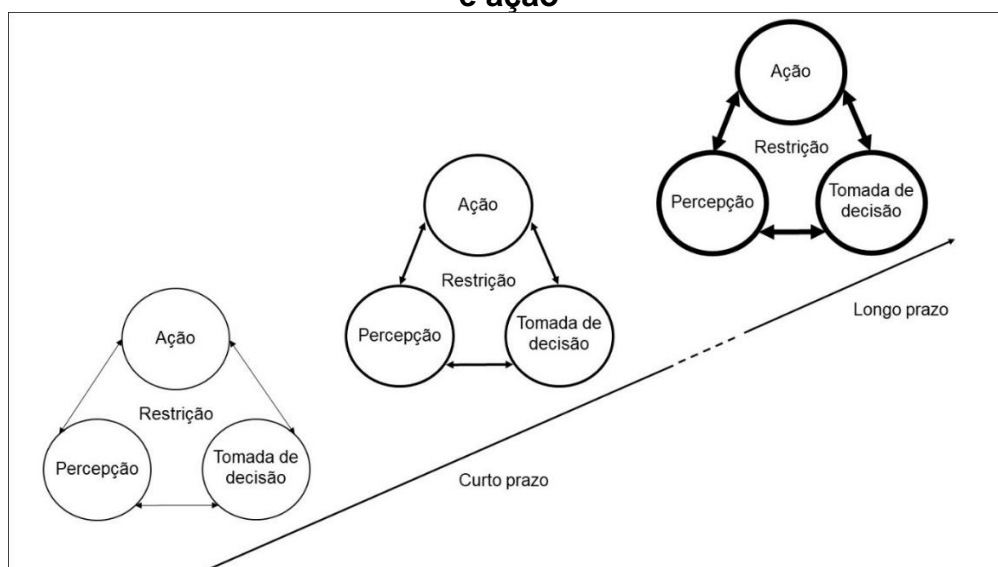 e ação
Ação
Restrição
Percepção
Tomada de
decisão
Longo prazo
Ação
Restrição
Percepção
Tomada de
decisão
Curto prazo
Ação
Restrição
Percepção
Tomada de
decisão